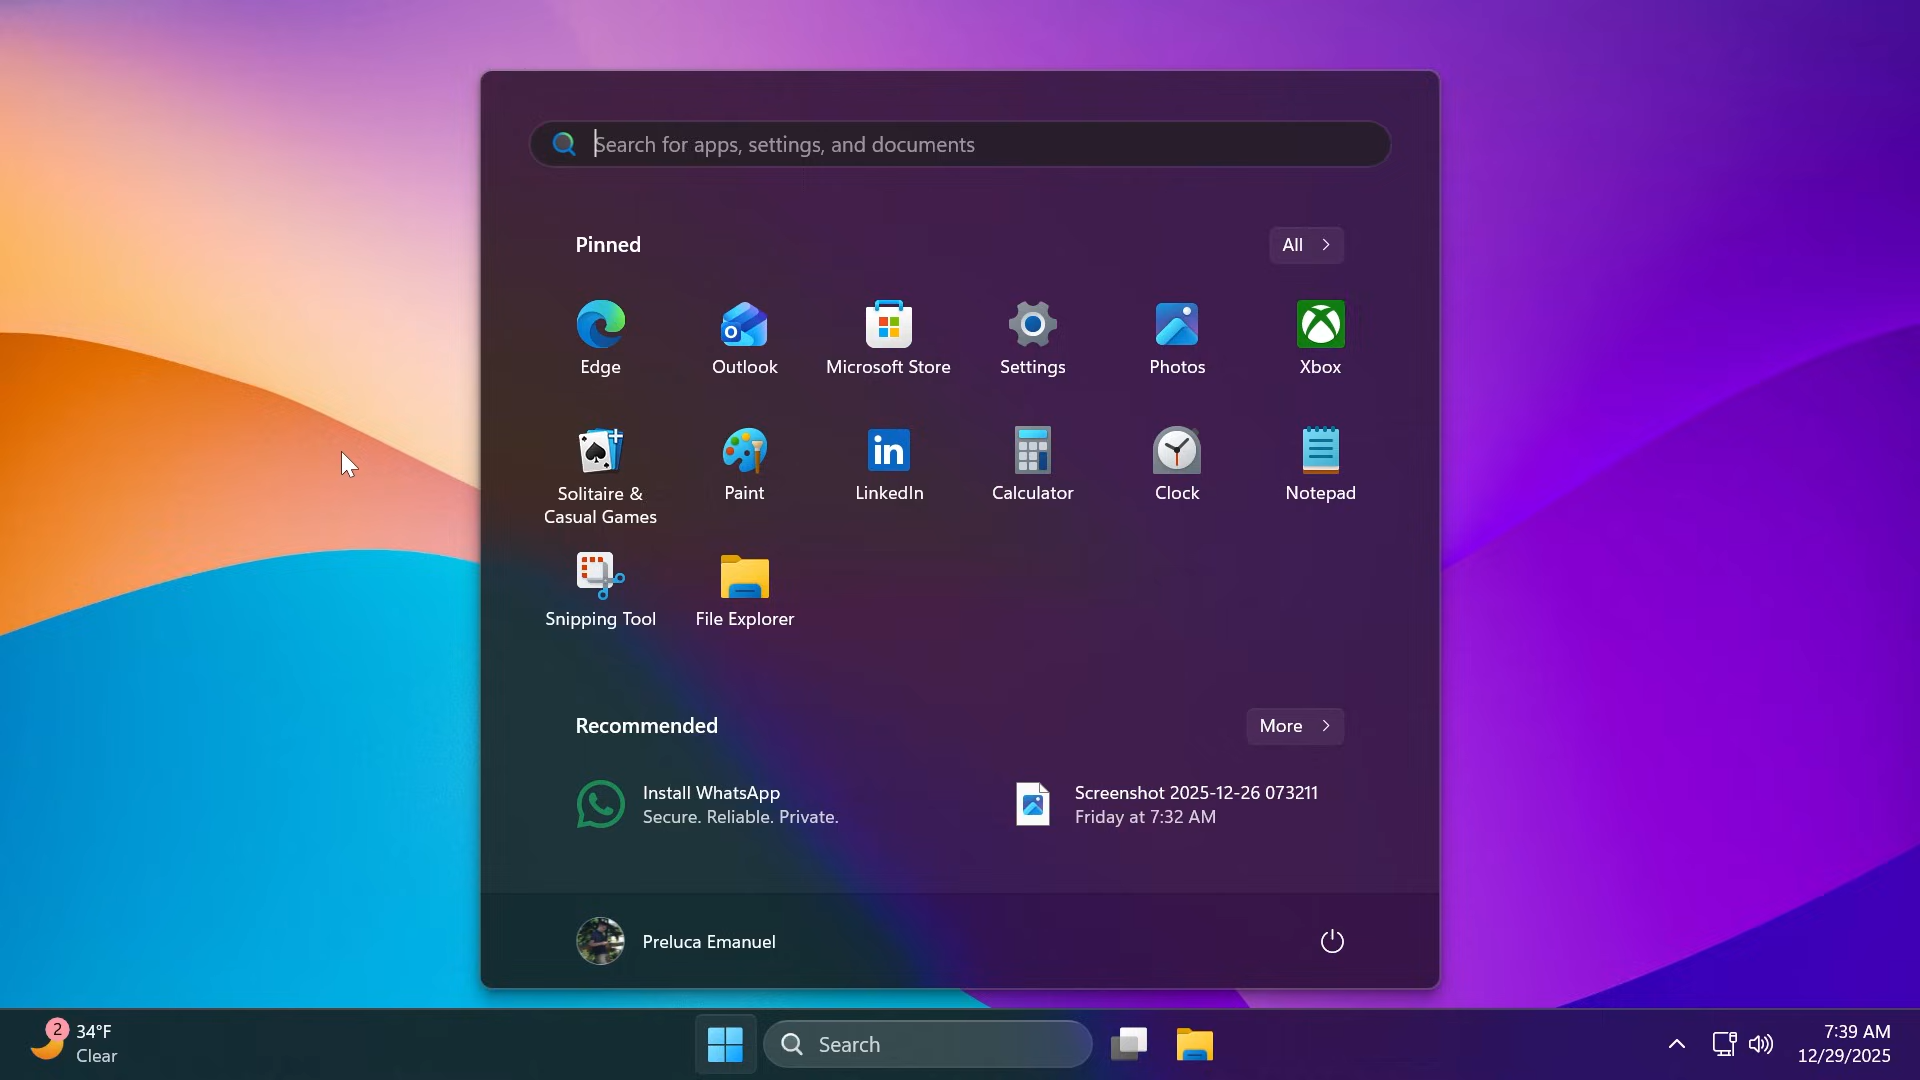 Search for apps, settings, and documents
Pinned
All
Edge
Outlook
Microsoft Store
Settings
Photos
Xbox
Solitaire &
Casual Games
Paint
LinkedIn
Calculator
Clock
Notepad
Snipping Tool
File Explorer
Recommended
More
Install WhatsApp
Secure. Reliable. Private.
Screenshot 2025-12-26 073211
Friday at 7:32 AM
Preluca Emanuel
2
34°F
Clear
Search
7:39 AM
12/29/2025